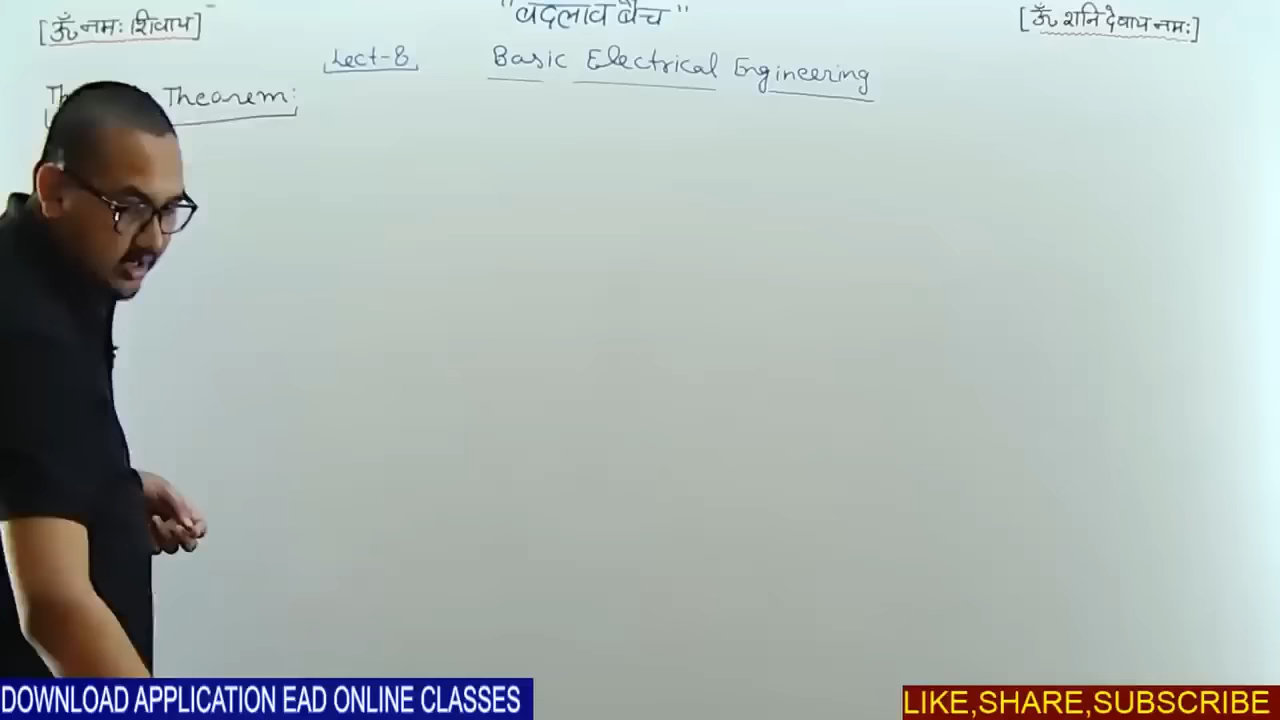 "बदलाव बैच"
[ॐ नमः शिवाय]
[ॐ शनि देवाय नमः]
Lect-8 Basic Electrical Engineering
Theorem:
DOWNLOAD APPLICATION EAD ONLINE CLASSES
LIKE,SHARE,SUBSCRIBE